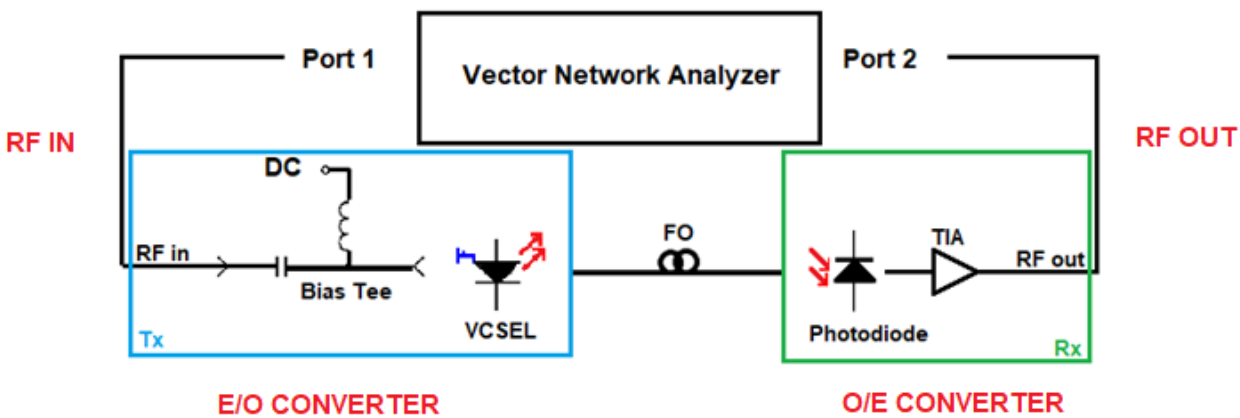 Port 1
Vector Network Analyzer
Port 2
RF IN
RF OUT
DC
RF in
Bias Tee
VCSEL
Tx
FO
TIA
RF out
Photodiode
Rx
E/O CONVERTER
O/E CONVERTER